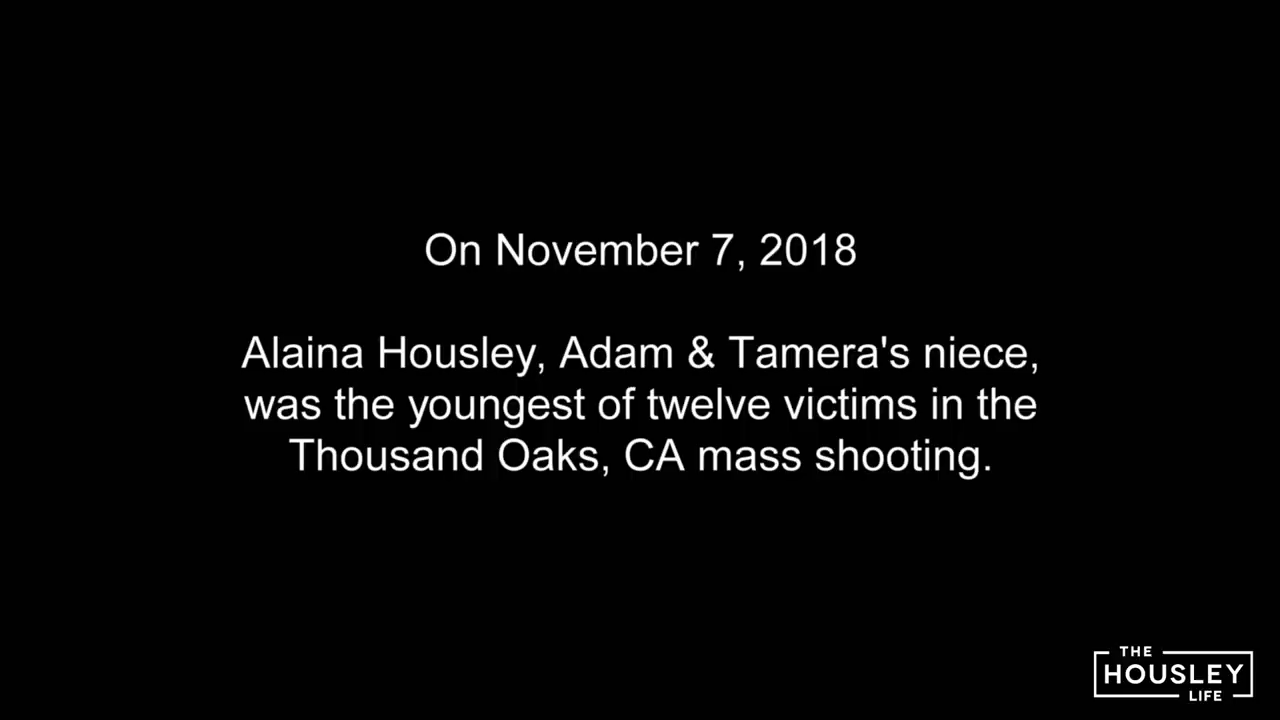 On November 7, 2018
Alaina Housley, Adam & Tamera's niece,
was the youngest of twelve victims in the
Thousand Oaks, CA mass shooting.
THE
HOUSLEY
LIFE